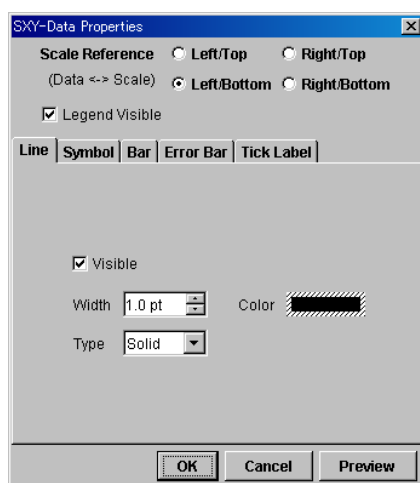 SXY-Data Properties
Scale Reference Left/Top Right/Top
(Data <-> Scale) Left/Bottom Right/Bottom
Legend Visible
Line Symbol Bar Error Bar Tick Label
Visible
Width 1.0 pt Color
Type Solid
OK Cancel Preview